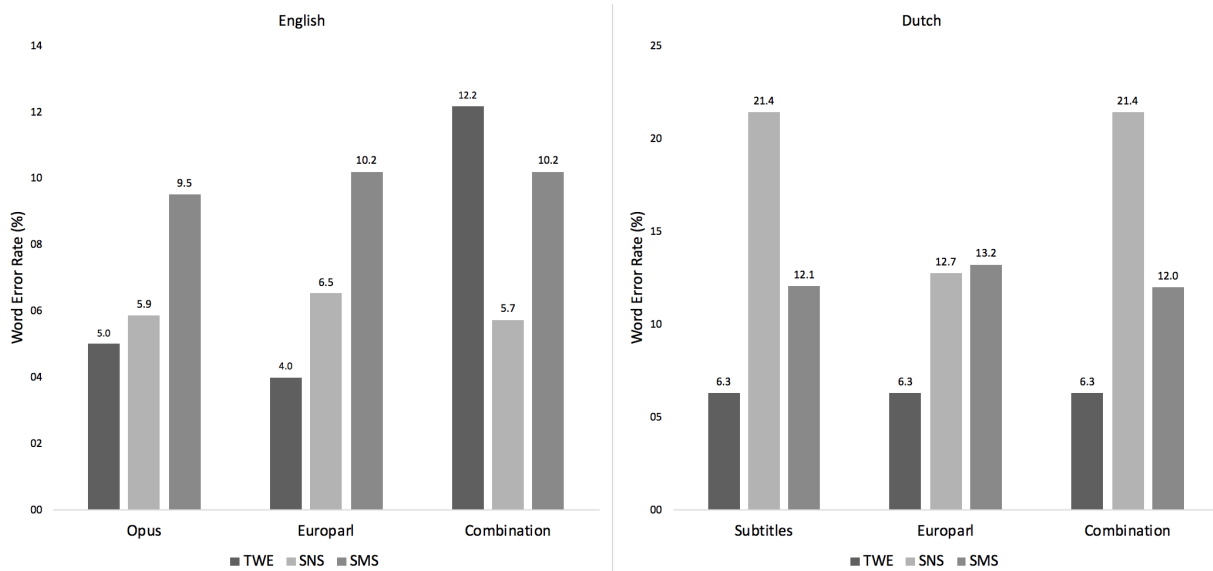 English
Word Error Rate (%)
14
12
10
08
06
04
02
00
5.0
5.9
9.5
4.0
6.5
10.2
12.2
5.7
10.2
Opus
Europarl
Combination
TWE SNS SMS
Dutch
Word Error Rate (%)
25
20
15
10
05
00
6.3
21.4
12.1
6.3
12.7
13.2
6.3
21.4
12.0
Subtitles
Europarl
Combination
TWE SNS SMS